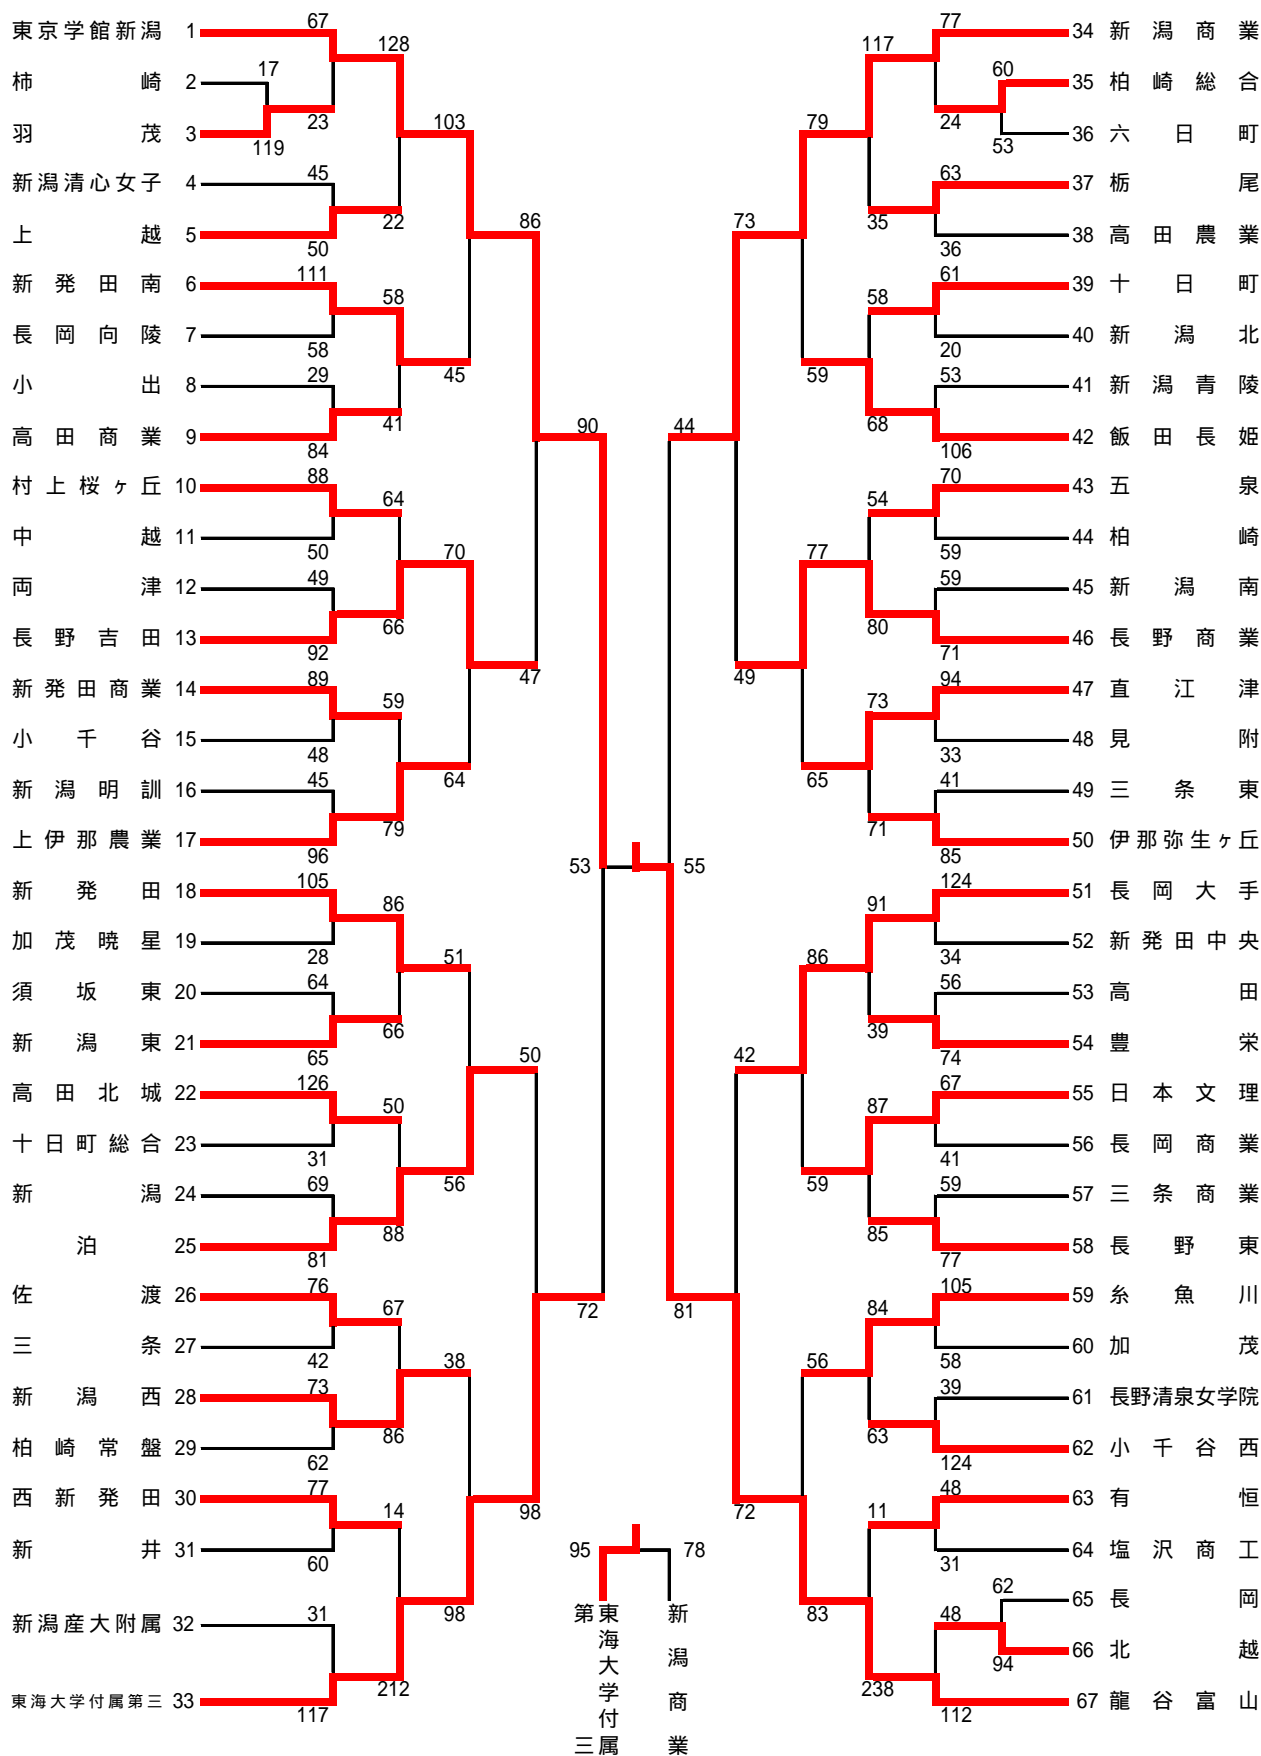 東京学館新潟 1
柿崎 2
羽茂 3
新潟清心女子 4
上越 5
新発田南 6
長岡向陵 7
小出 8
高田商業 9
村上桜ヶ丘 10
中越 11
両津 12
長野吉田 13
新発田商業 14
小千谷 15
新潟明訓 16
上伊那農業 17
新発田 18
加茂暁星 19
須坂東 20
新潟東 21
高田北城 22
十日町総合 23
新潟 24
泊 25
佐渡 26
三条 27
新潟西 28
柏崎常盤 29
西新発田 30
新井 31
新潟産大附属 32
東海大学付属第三 33
17
119
67
23
45
50
111
58
29
84
88
50
49
92
89
48
45
96
105
28
64
65
126
31
69
81
76
42
73
62
77
60
31
117
128
22
58
41
64
66
59
79
86
66
50
88
67
86
14
212
103
45
70
64
51
56
38
98
86
47
50
98
90
72
53
55
44
81
73
49
42
72
79
59
77
65
86
59
56
83
117
35
58
68
54
80
73
71
91
39
87
85
84
63
11
238
77
24
63
36
61
20
53
106
70
59
59
71
94
33
41
85
124
34
56
74
67
41
59
77
105
58
39
124
48
31
48
112
60
53
62
94
34 新潟商業
35 柏崎総合
36 六日町
37 栃尾
38 高田農業
39 十日町
40 新潟北
41 新潟青陵
42 飯田長姫
43 五泉
44 柏崎
45 新潟南
46 長野商業
47 直江津
48 見附
49 三条東
50 伊那弥生ヶ丘
51 長岡大手
52 新発田中央
53 高田
54 豊栄
55 日本文理
56 長岡商業
57 三条商業
58 長野東
59 糸魚川
60 加茂
61 長野清泉女学院
62 小千谷西
63 有恒
64 塩沢商工
65 長岡
66 北越
67 龍谷富山
95
78
東海大学付属
第三
新潟商業